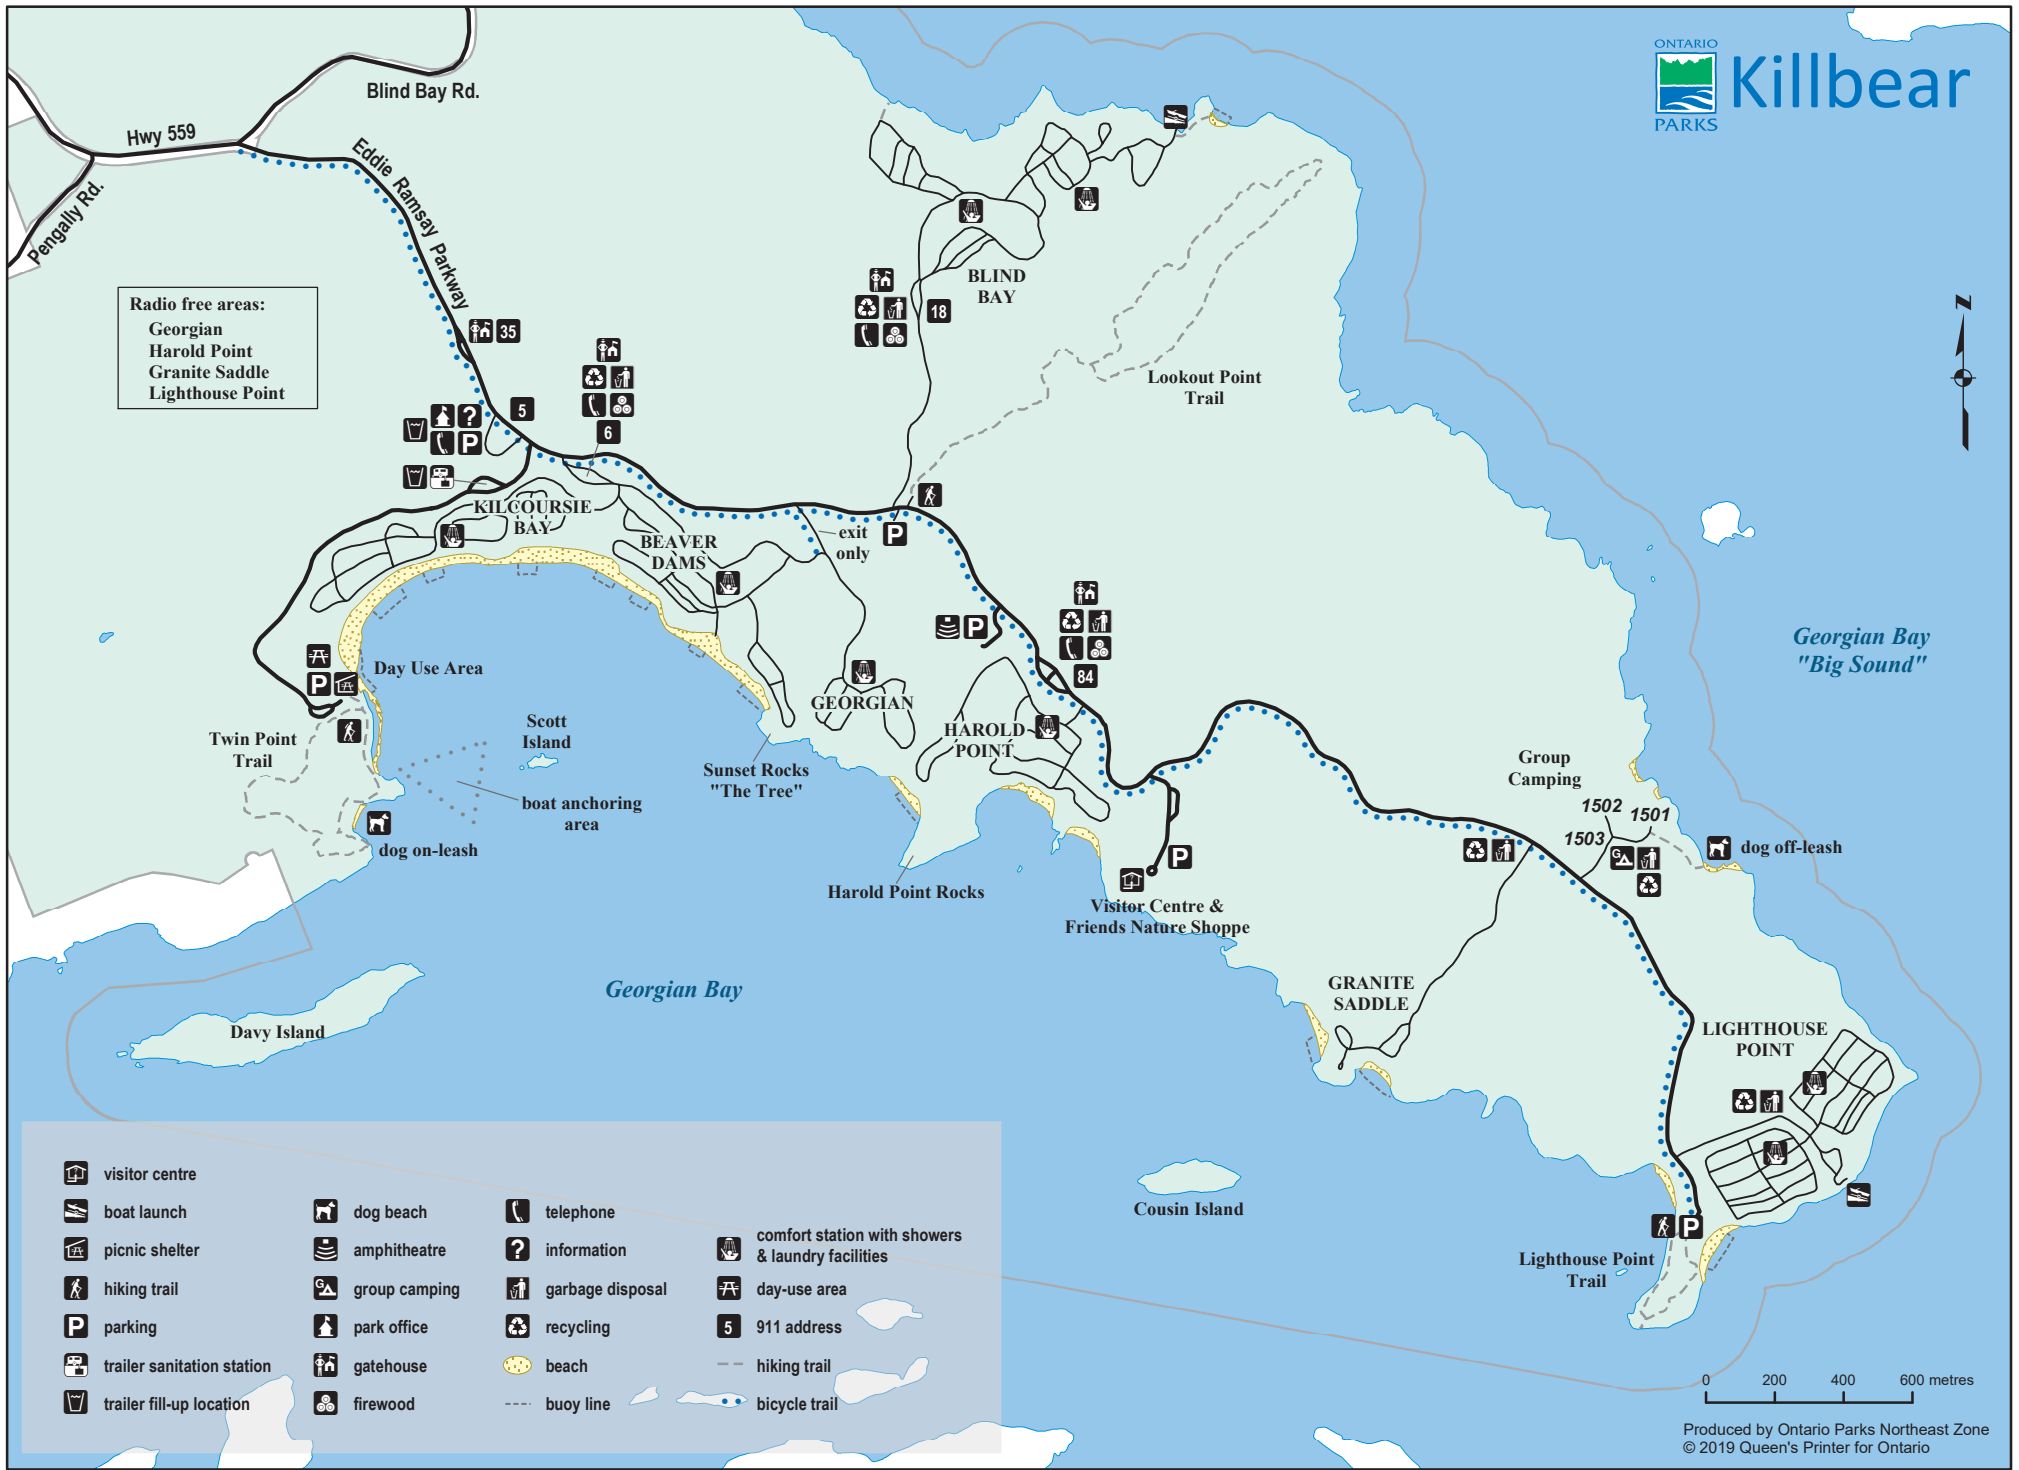 ONTARIO
PARKS
Killbear
Blind Bay Rd.
Hwy 559
Pengally Rd.
Eddie Ramsay Parkway
Radio free areas:
Georgian
Harold Point
Granite Saddle
Lighthouse Point
35
5
?
P
6
18
BLIND
BAY
Lookout Point
Trail
Z
KILCOURSIE
BAY
BEAVER
DAMS
exit
only
P
P
84
Georgian Bay
"Big Sound"
Day Use Area
P
Twin Point
Trail
Scott
Island
boat anchoring
area
dog on-leash
GEORGIAN
HAROLD
POINT
Sunset Rocks
"The Tree"
Harold Point Rocks
P
Visitor Centre &
Friends Nature Shoppe
Group
Camping
1502
1501
1503
G
dog off-leash
Georgian Bay
Davy Island
GRANITE
SADDLE
LIGHTHOUSE
POINT
Cousin Island
P
Lighthouse Point
Trail
visitor centre
boat launch
picnic shelter
hiking trail
P parking
trailer sanitation station
trailer fill-up location
dog beach
amphitheatre
G group camping
park office
gatehouse
firewood
telephone
? information
garbage disposal
recycling
beach
buoy line
comfort station with showers
& laundry facilities
day-use area
5 911 address
hiking trail
bicycle trail
0 200 400 600 metres
Produced by Ontario Parks Northeast Zone
© 2019 Queen's Printer for Ontario